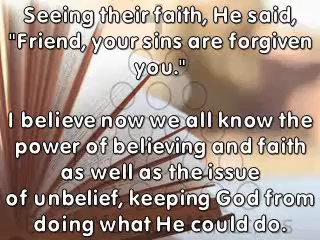 Seeing their faith, He said,
"Friend, your sins are forgiven
you."
I believe now we all know the
power of believing and faith
as well as the issue
of unbelief, keeping God from
doing what He could do.